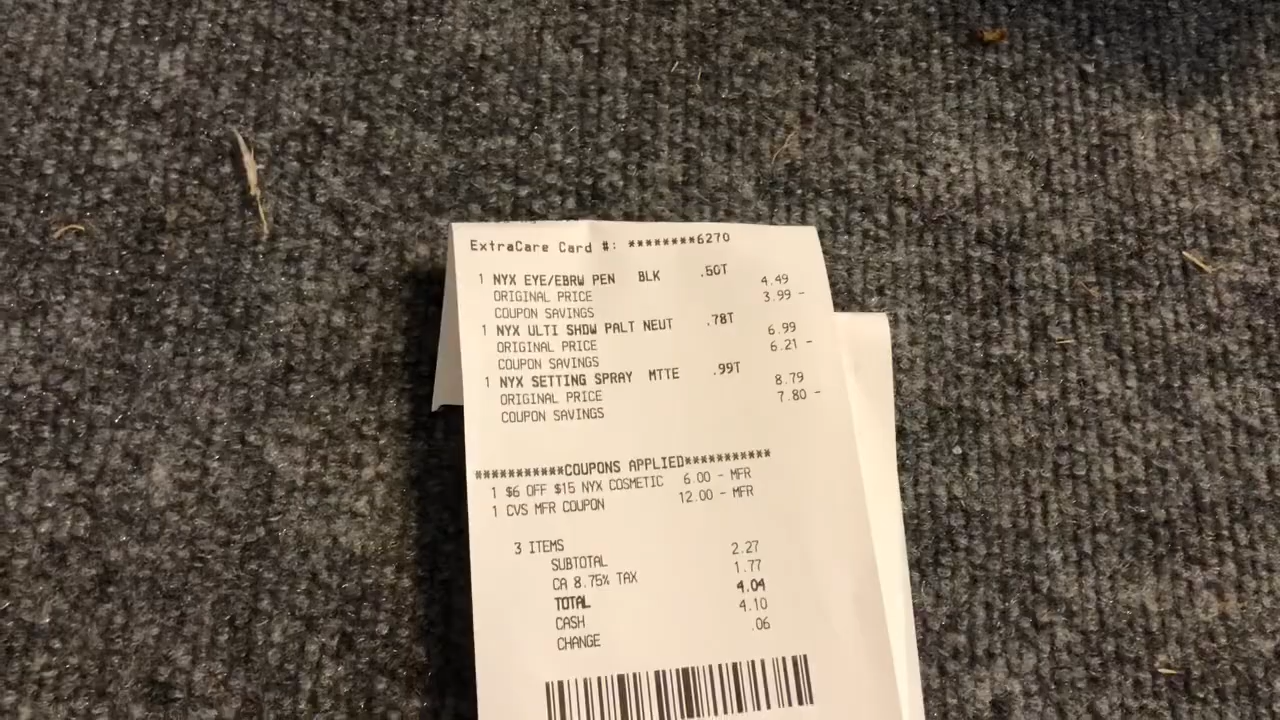 ExtraCare Card #: ********6270
1 NYX EYE/EBRW PEN BLK .50T
ORIGINAL PRICE 4.49
COUPON SAVINGS 3.99 -
1 NYX ULTI SHDW PALT NEUT .78T
ORIGINAL PRICE 6.99
COUPON SAVINGS 6.21 -
1 NYX SETTING SPRAY MTTE .99T
ORIGINAL PRICE 8.79
COUPON SAVINGS 7.80 -
***********COUPONS APPLIED***********
1 $6 OFF $15 NYX COSMETIC 6.00 - MFR
1 CVS MFR COUPON 12.00 - MFR
3 ITEMS
SUBTOTAL 2.27
CA 8.75% TAX 1.77
TOTAL 4.04
CASH 4.10
CHANGE .06